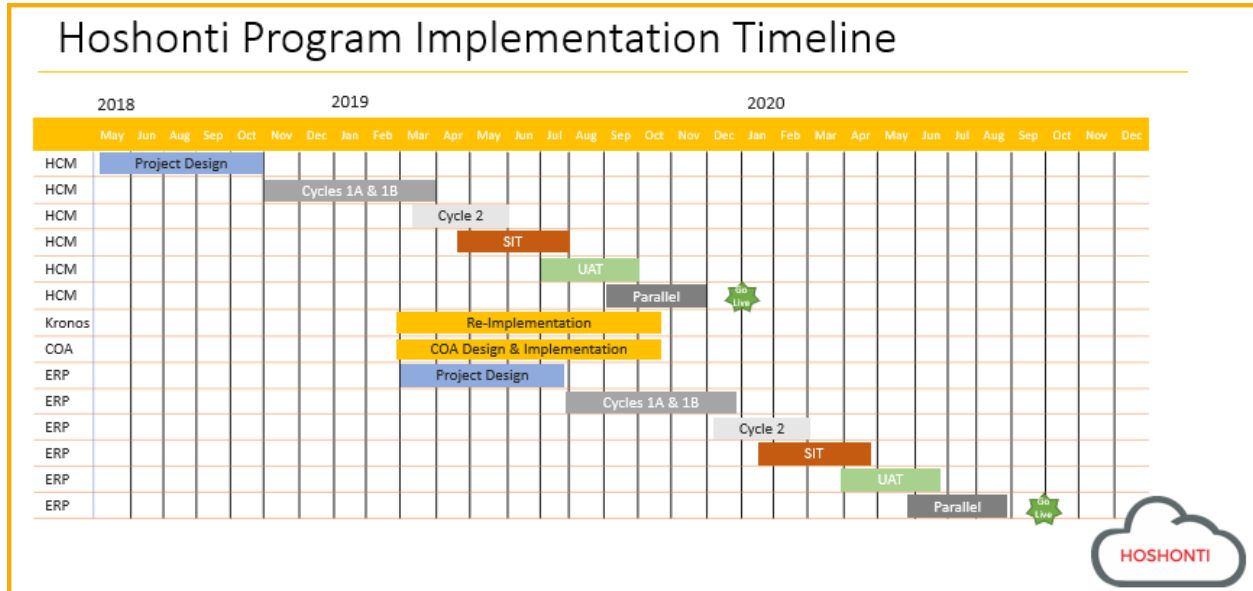 Hoshonti Program Implementation Timeline
2018 2019 2020
May Jun Aug Sep Oct Nov Dec Jan Feb Mar Apr May Jun Jul Aug Sep Oct Nov Dec Jan Feb Mar Apr May Jun Jul Aug Sep Oct Nov Dec
HCM Project Design
HCM Cycles 1A & 1B
HCM Cycle 2
HCM SIT
HCM UAT
HCM Parallel Go
Live
Kronos Re-Implementation
COA COA Design & Implementation
ERP Project Design
ERP Cycles 1A & 1B
ERP Cycle 2
ERP SIT
ERP UAT
ERP Parallel Go
Live
HOSHONTI